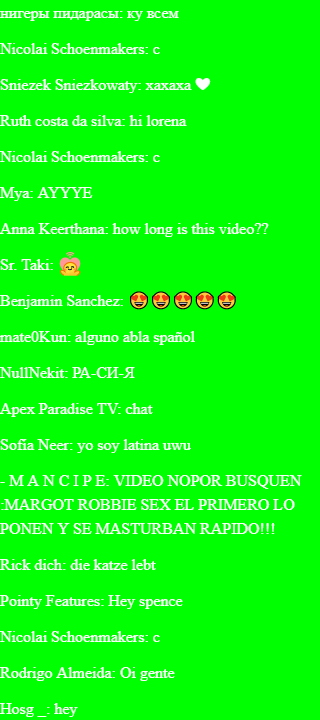 нигеры пидарасы: ку всем
Nicolai Schoenmakers: c
Sniezek Sniezkowaty: xaxaxa 🤍
Ruth costa da silva: hi lorena
Nicolai Schoenmakers: c
Mya: AYYYE
Anna Keerthana: how long is this video??
Sr. Taki: 🙆
Benjamin Sanchez: 😍😍😍😍😍
mate0Kun: alguno abla spañol
NullNekit: РА-СИ-Я
Apex Paradise TV: chat
Sofía Neer: yo soy latina uwu
- M A N C I P E: VIDEO NOPOR BUSQUEN
:MARGOT ROBBIE SEX EL PRIMERO LO
PONEN Y SE MASTURBAN RAPIDO!!!
Rick dich: die katze lebt
Pointy Features: Hey spence
Nicolai Schoenmakers: c
Rodrigo Almeida: Oi gente
Hosg _: hey